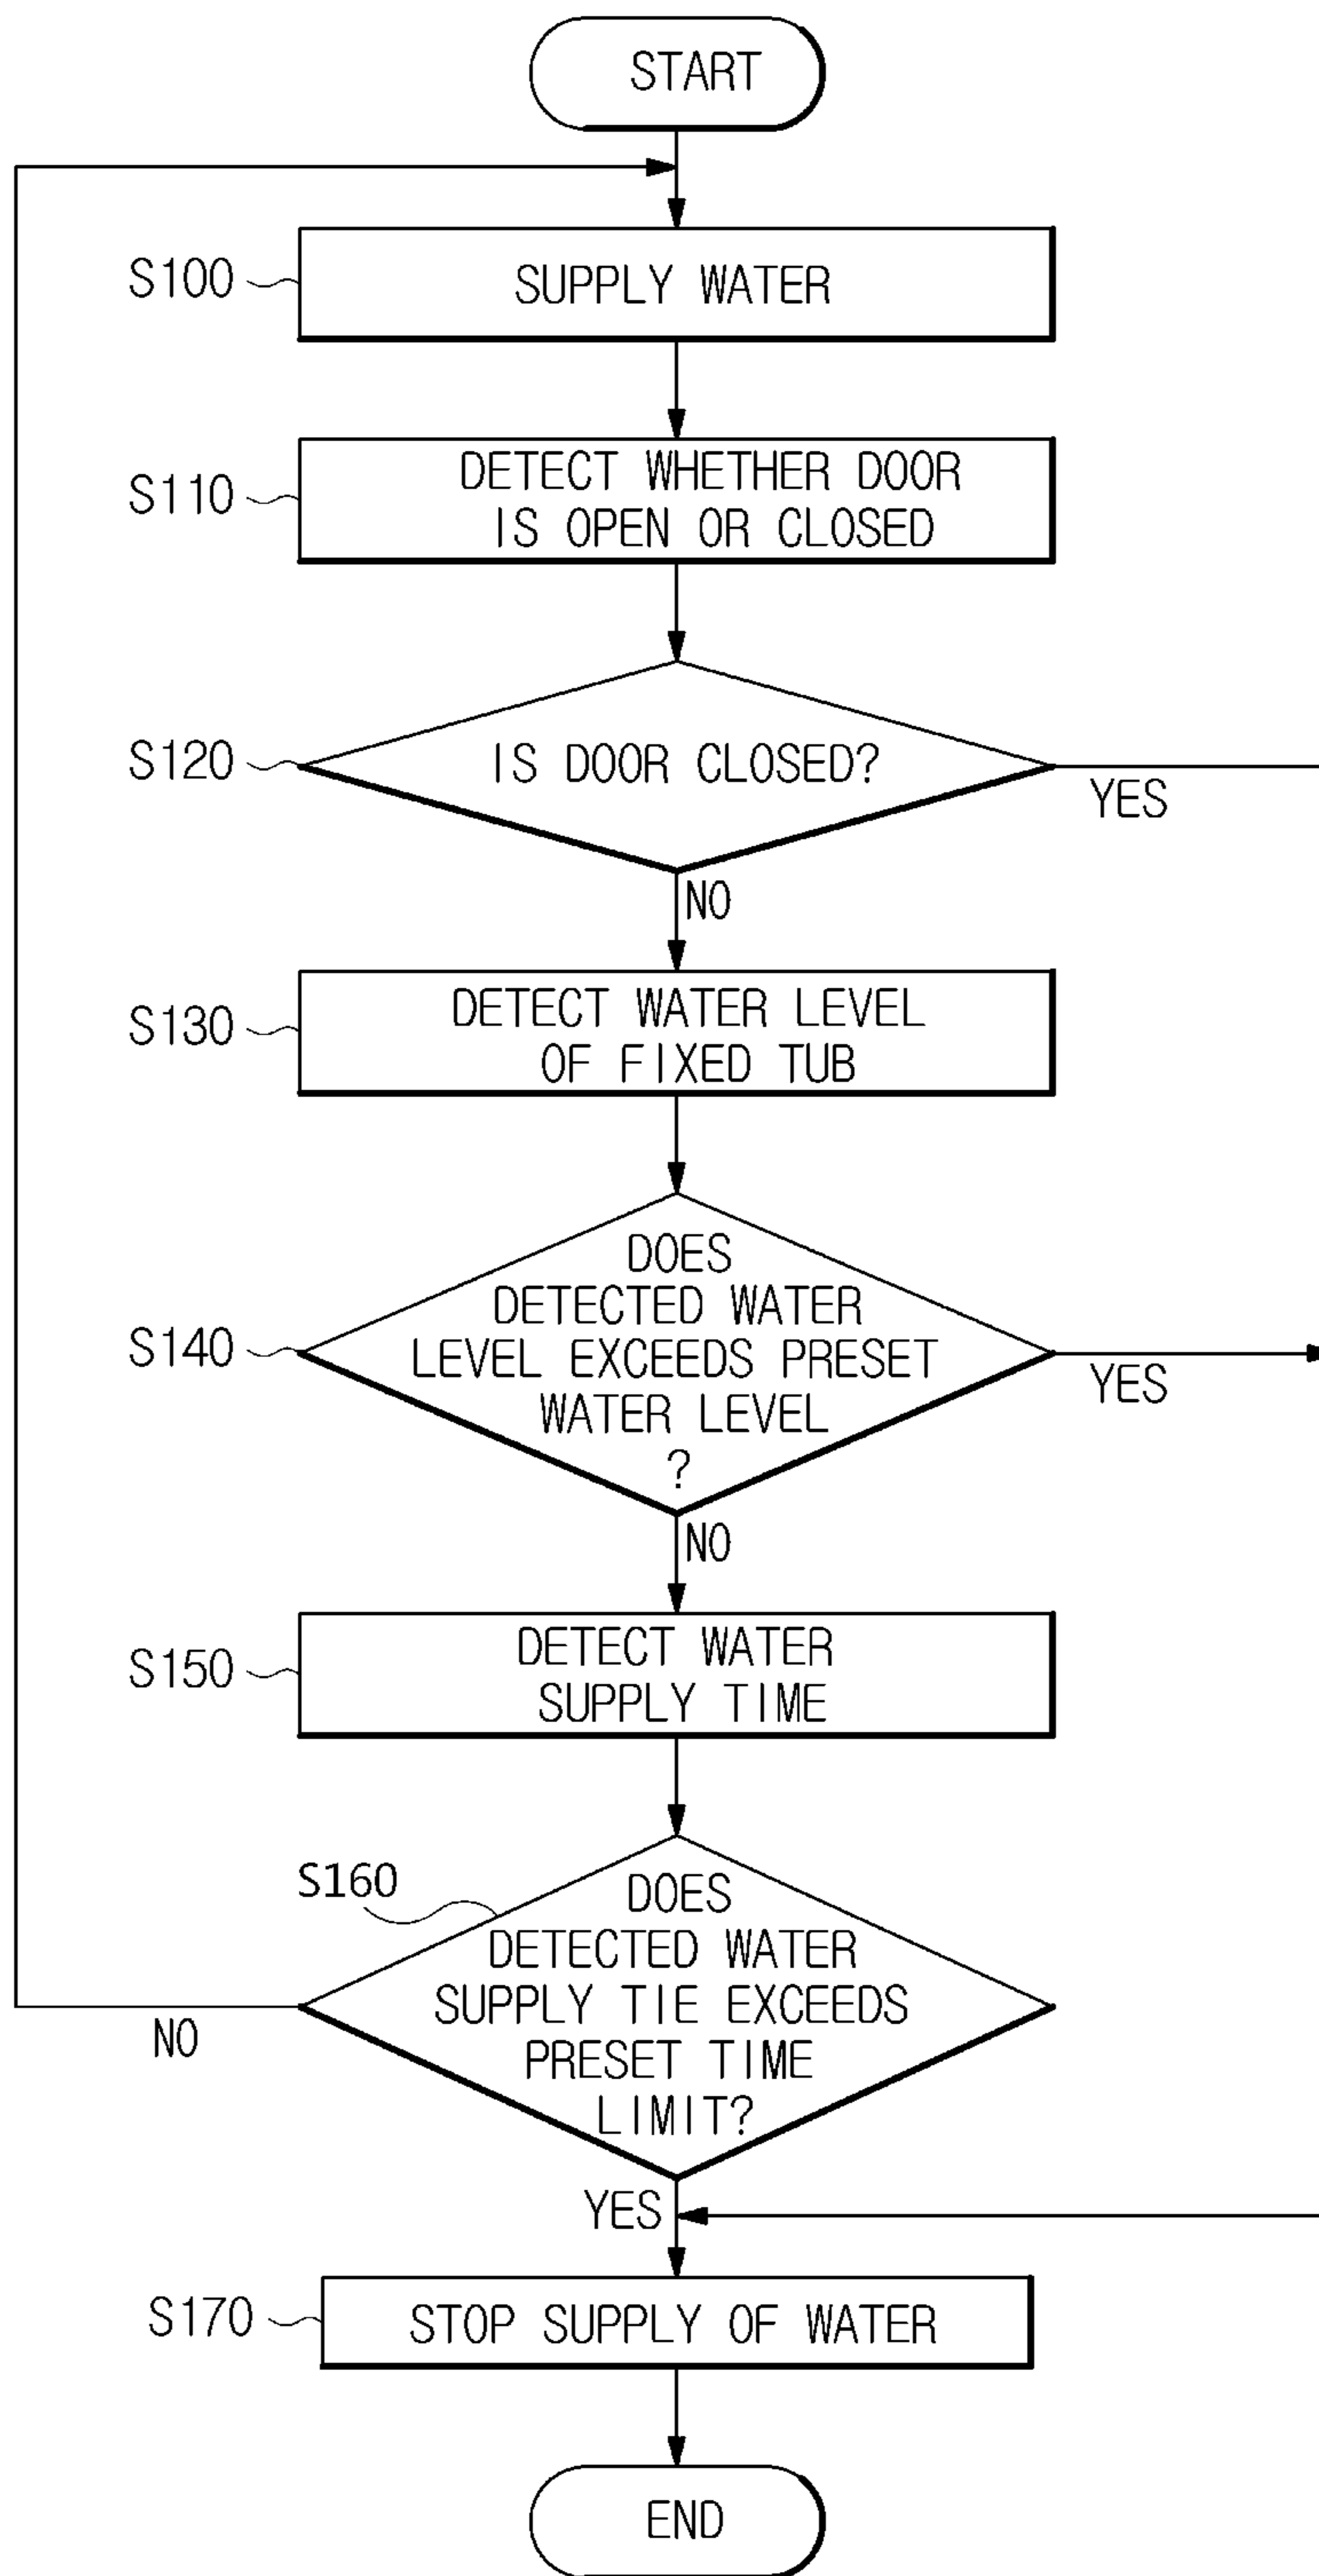 START
S100
SUPPLY WATER
S110
DETECT WHETHER DOOR
IS OPEN OR CLOSED
S120
IS DOOR CLOSED?
YES
NO
S130
DETECT WATER LEVEL
OF FIXED TUB
S140
DOES
DETECTED WATER
LEVEL EXCEEDS PRESET
WATER LEVEL
?
YES
NO
S150
DETECT WATER
SUPPLY TIME
S160
DOES
DETECTED WATER
SUPPLY TIE EXCEEDS
PRESET TIME
LIMIT?
NO
YES
S170
STOP SUPPLY OF WATER
END